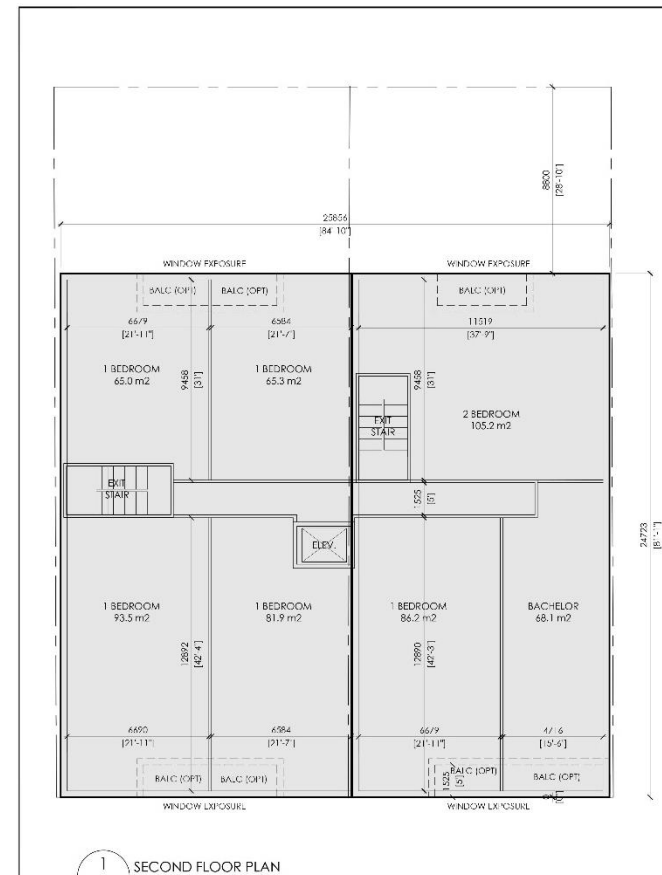 8800
[28'-10"]
25856
[84'-10"]
WINDOW EXPOSURE
WINDOW EXPOSURE
BALC (OPT)
BALC (OPT)
BALC (OPT)
6679
[21'-11"]
6584
[21'-7"]
11519
[37'-9"]
1 BEDROOM
65.0 m2
1 BEDROOM
65.3 m2
9458
[31']
9458
[31']
2 BEDROOM
105.2 m2
EXIT
STAIR
EXIT
STAIR
1525
[5']
24723
[81'-1"]
ELEV.
1 BEDROOM
93.5 m2
1 BEDROOM
81.9 m2
1 BEDROOM
86.2 m2
BACHELOR
68.1 m2
12892
[42'-4"]
12890
[42'-3"]
6690
[21'-11"]
6584
[21'-7"]
6679
[21'-11"]
4716
[15'-6"]
BALC (OPT)
BALC (OPT)
BALC (OPT)
BALC (OPT)
1525
[5']
WINDOW EXPOSURE
WINDOW EXPOSURE
1
SECOND FLOOR PLAN